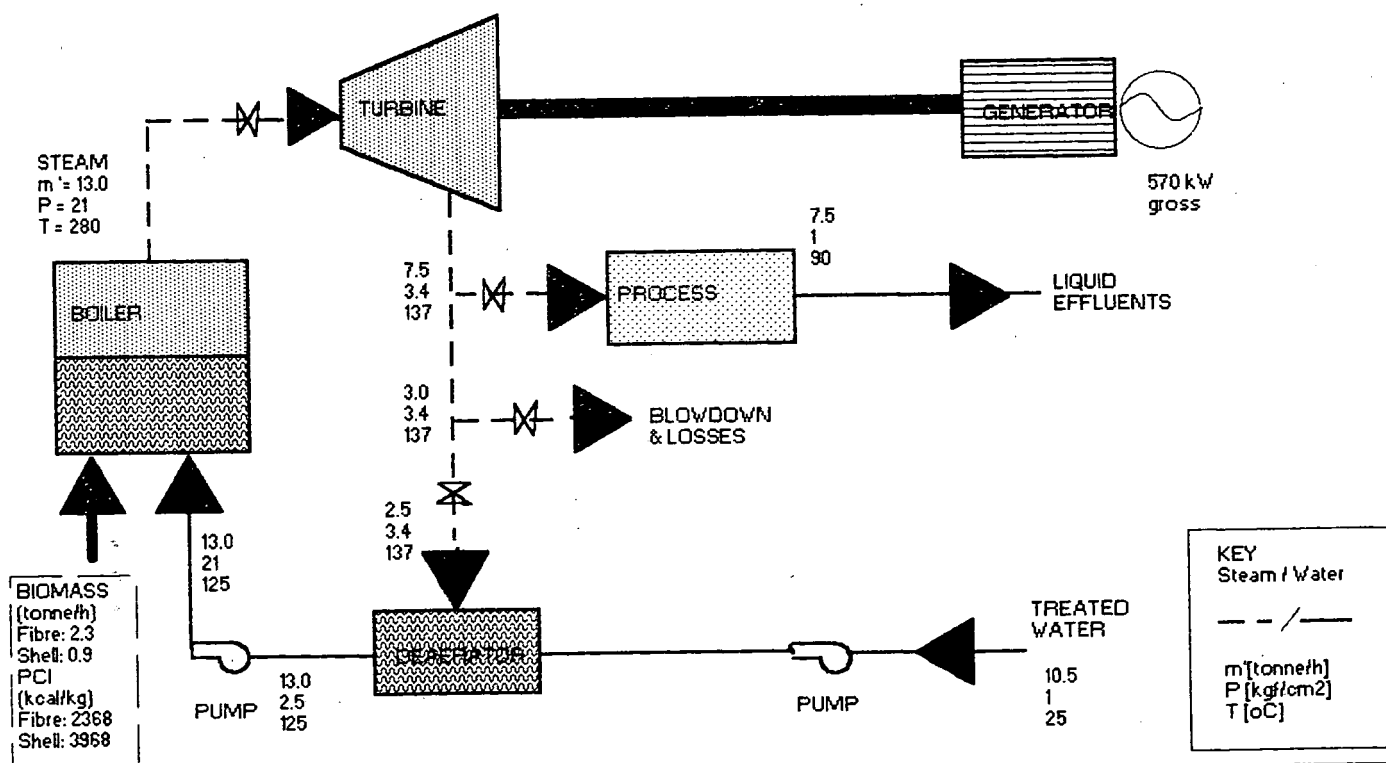 TURBINE
GENERATOR
570 kW
gross
STEAM
m' = 13.0
P = 21
T = 280
BOILER
7.5
3.4
137
PROCESS
7.5
1
90
LIQUID
EFFLUENTS
3.0
3.4
137
BLOWDOWN
& LOSSES
2.5
3.4
137
13.0
21
125
BIOMASS
(tonne/h)
Fibre: 2.3
Shell: 0.9
PCI
(kcal/kg)
Fibre: 2368
Shell: 3968
PUMP
13.0
2.5
125
DEAERATOR
PUMP
TREATED
WATER
10.5
1
25
KEY
Steam / Water
m'[tonne/h]
P [kgf/cm2]
T [oC]